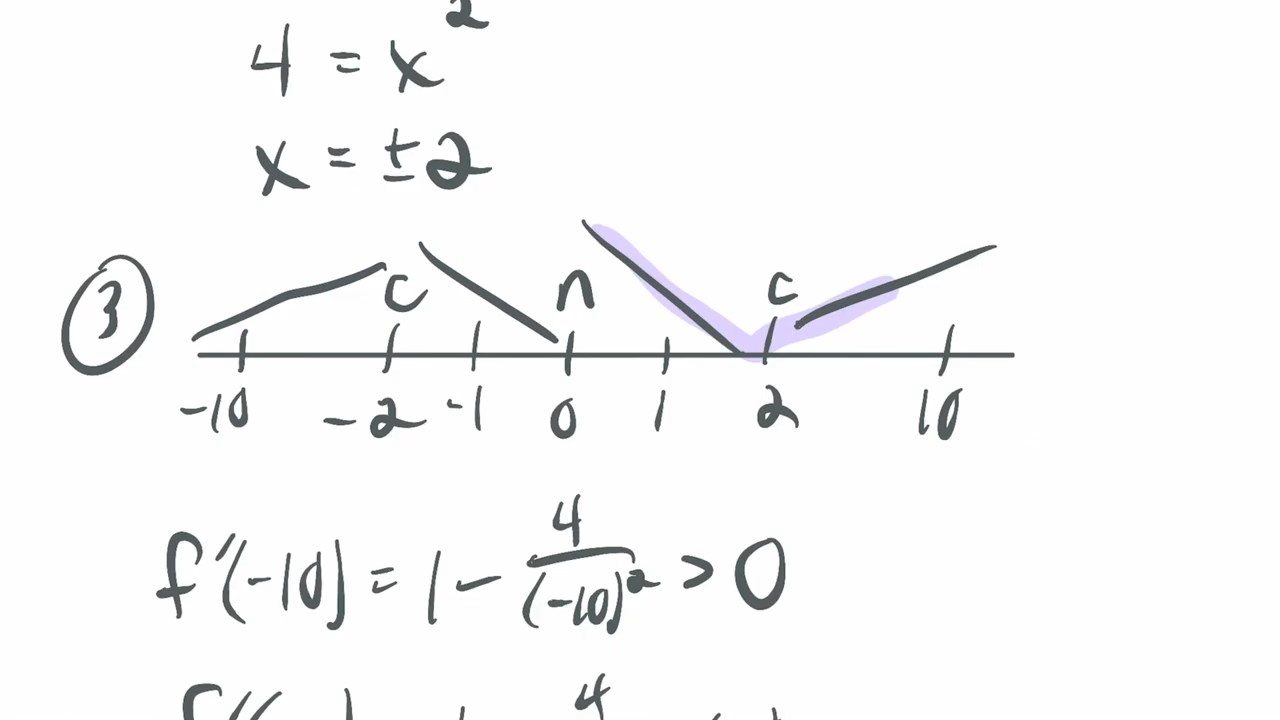 4 = x²
x = ±2
③ c n c
-10 -2 -1 0 1 2 10
f'(-10) = 1 - 4/(-10)² > 0